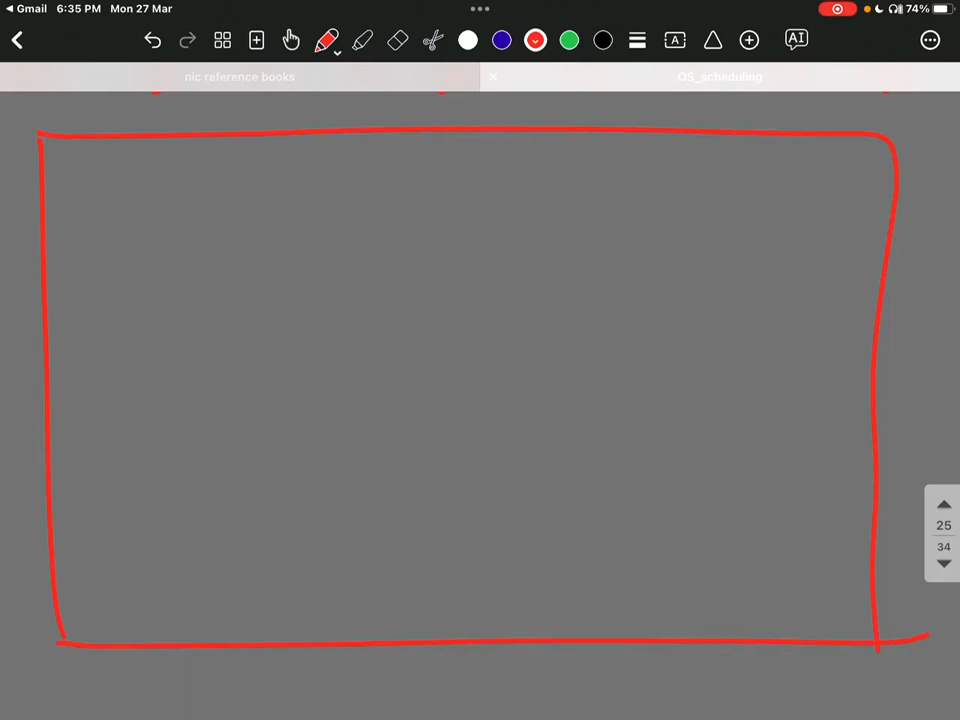 Gmail 6:35 PM Mon 27 Mar 74%
A AI
nic reference books OS_scheduling
25
34